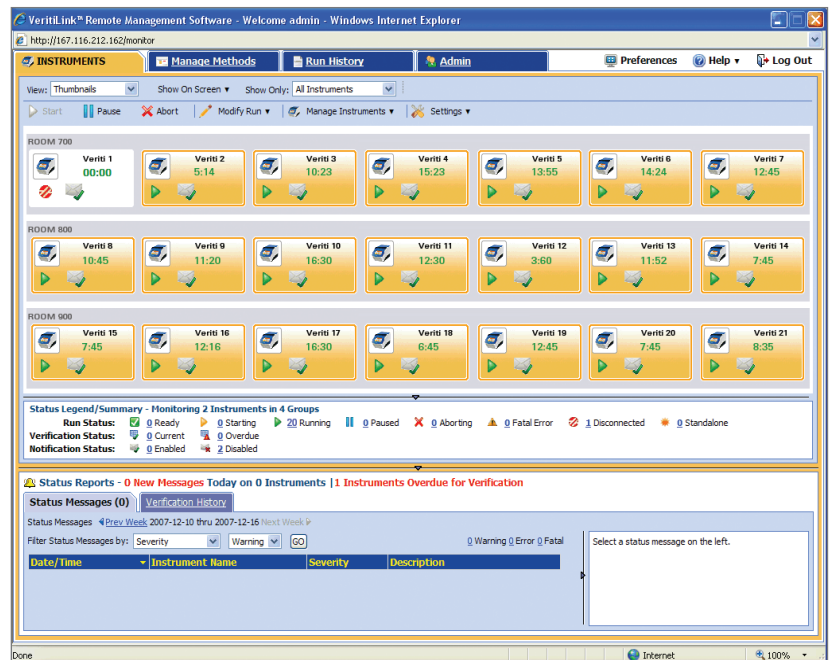 VeritiLink™ Remote Management Software - Welcome admin - Windows Internet Explorer
http://167.116.212.162/monitor
INSTRUMENTS Manage Methods Run History Admin Preferences Help Log Out
View: Thumbnails Show On Screen Show Only: All Instruments
Start Pause Abort Modify Run Manage Instruments Settings
ROOM 700
Veriti 1 Veriti 2 Veriti 3 Veriti 4 Veriti 5 Veriti 6 Veriti 7
00:00 5:14 10:23 15:23 13:55 14:24 12:45
ROOM 800
Veriti 8 Veriti 9 Veriti 10 Veriti 11 Veriti 12 Veriti 13 Veriti 14
10:45 11:20 16:30 12:30 3:60 11:52 7:45
ROOM 900
Veriti 15 Veriti 16 Veriti 17 Veriti 18 Veriti 19 Veriti 20 Veriti 21
7:45 12:16 16:30 6:45 12:45 7:45 8:35
Status Legend/Summary - Monitoring 2 Instruments in 4 Groups
Run Status: 0 Ready 0 Starting 20 Running 0 Paused 0 Aborting 0 Fatal Error 1 Disconnected 0 Standalone
Verification Status: 0 Current 0 Overdue
Notification Status: 0 Enabled 2 Disabled
Status Reports - 0 New Messages Today on 0 Instruments | 1 Instruments Overdue for Verification
Status Messages (0) Verification History
Status Messages Prev Week 2007-12-10 thru 2007-12-16 Next Week
Filter Status Messages by: Severity Warning GO 0 Warning 0 Error 0 Fatal Select a status message on the left.
Date/Time Instrument Name Severity Description
Done Internet 100%